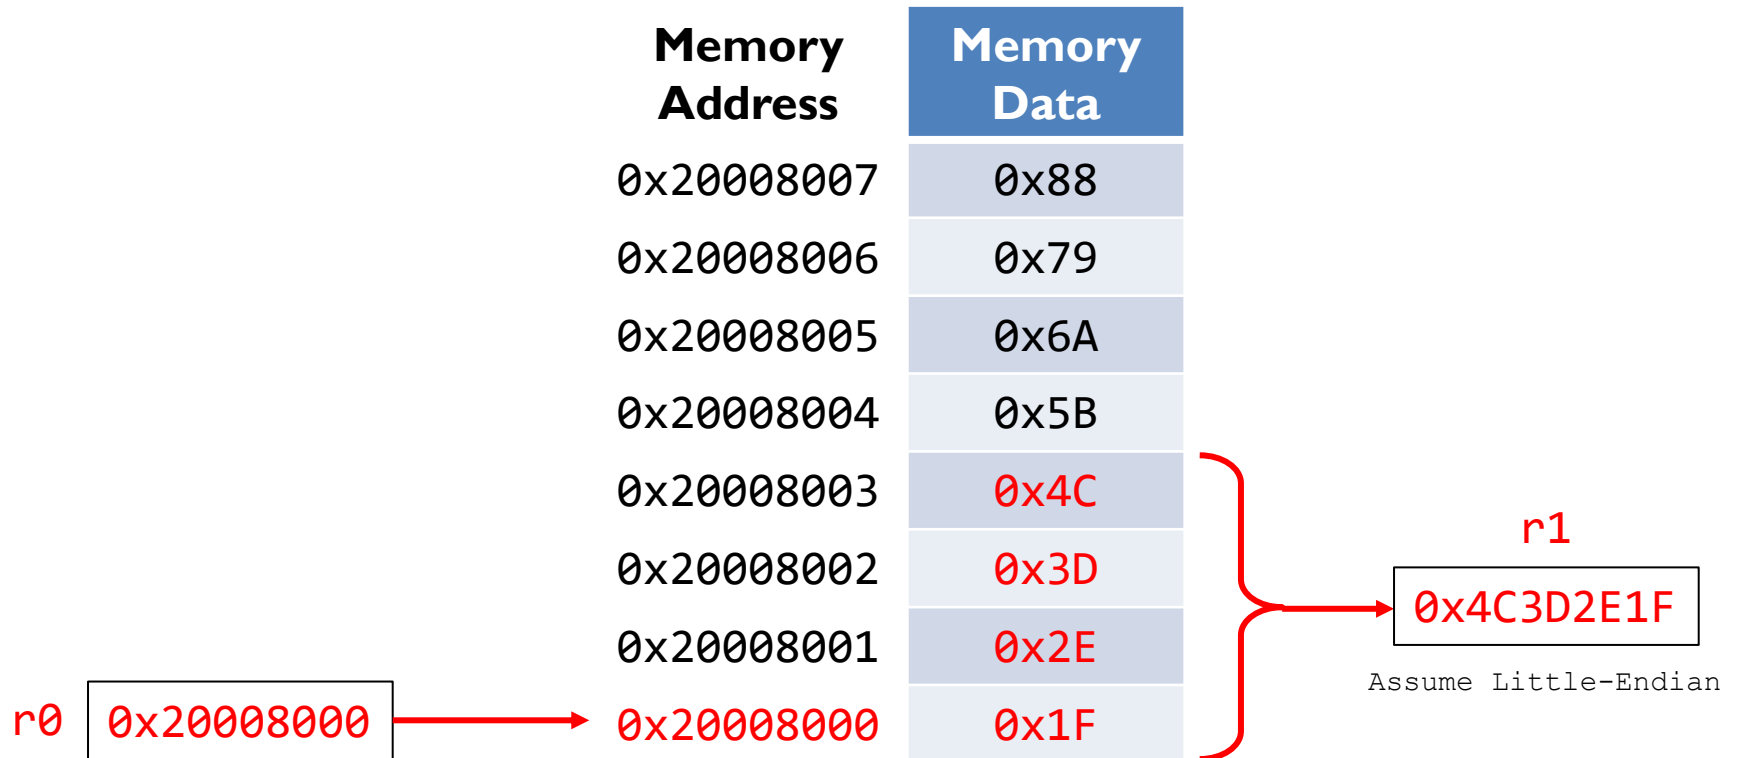 Memory Address Memory Data
0x20008007 0x88
0x20008006 0x79
0x20008005 0x6A
0x20008004 0x5B
0x20008003 0x4C
r1
0x20008002 0x3D
0x4C3D2E1F
0x20008001 0x2E
Assume Little-Endian
r0 0x20008000 0x20008000 0x1F